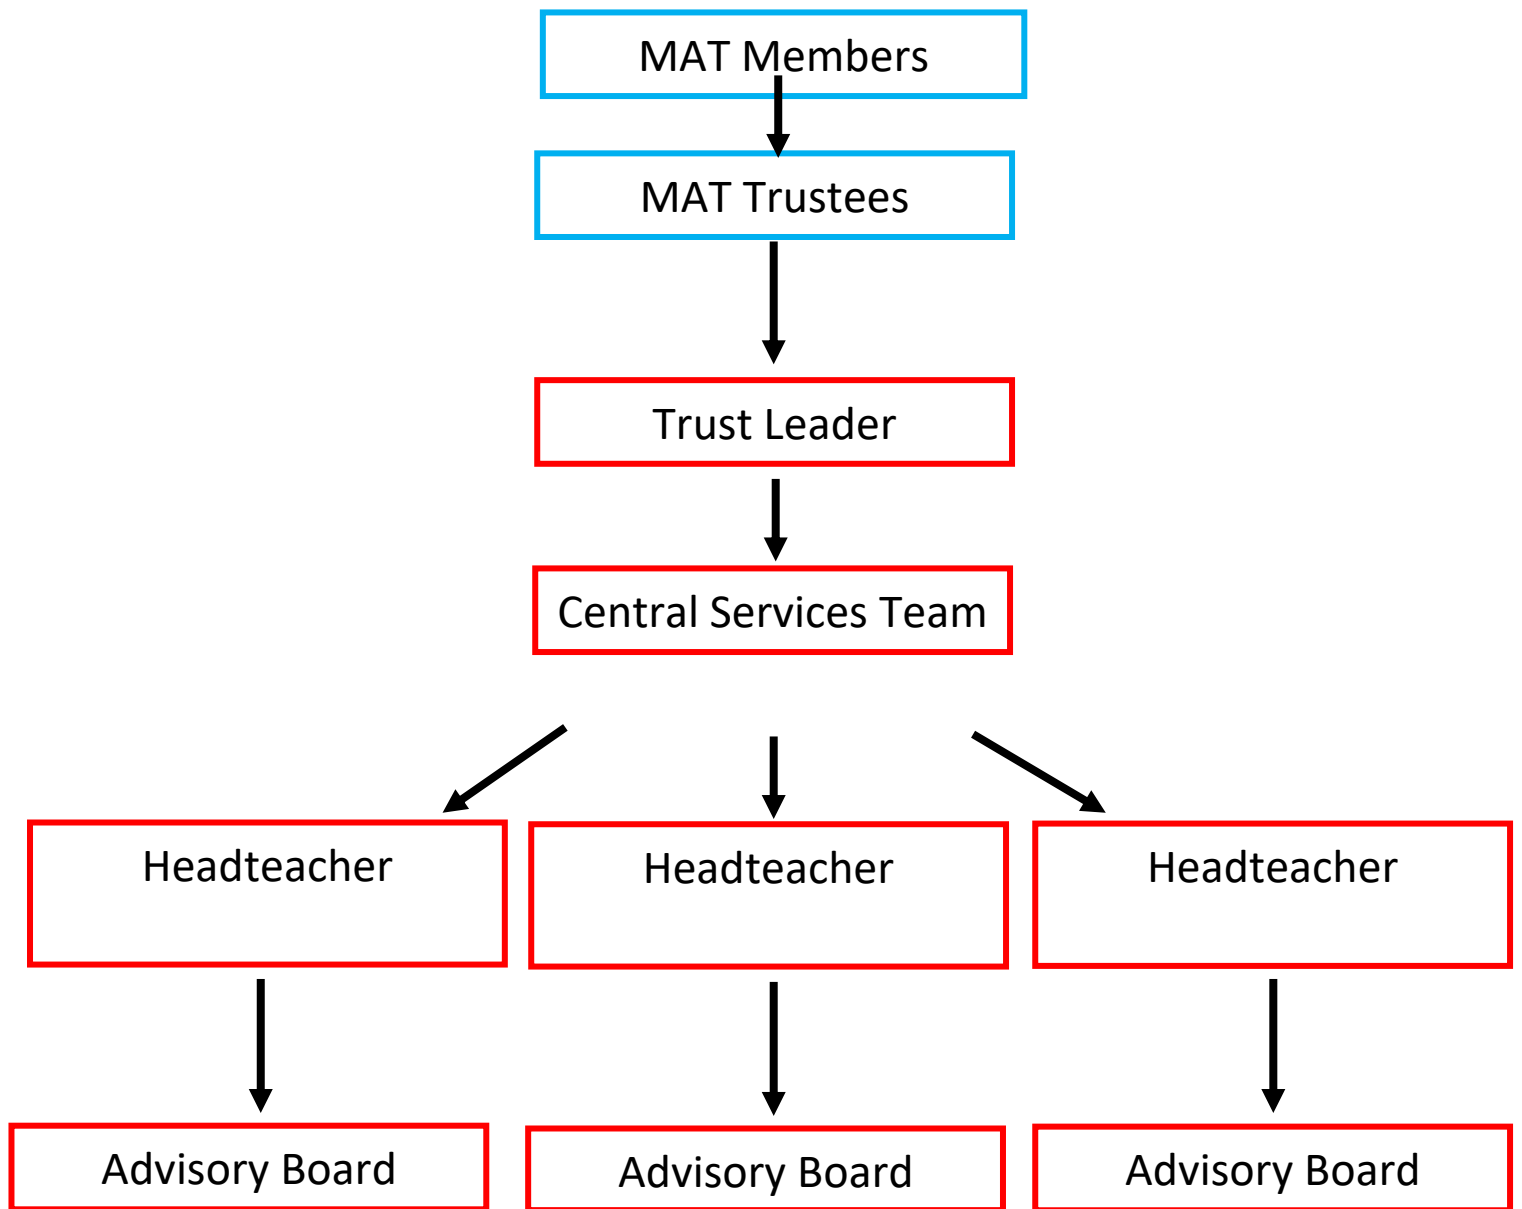 MAT Members
MAT Trustees
Trust Leader
Central Services Team
Headteacher
Headteacher
Headteacher
Advisory Board
Advisory Board
Advisory Board